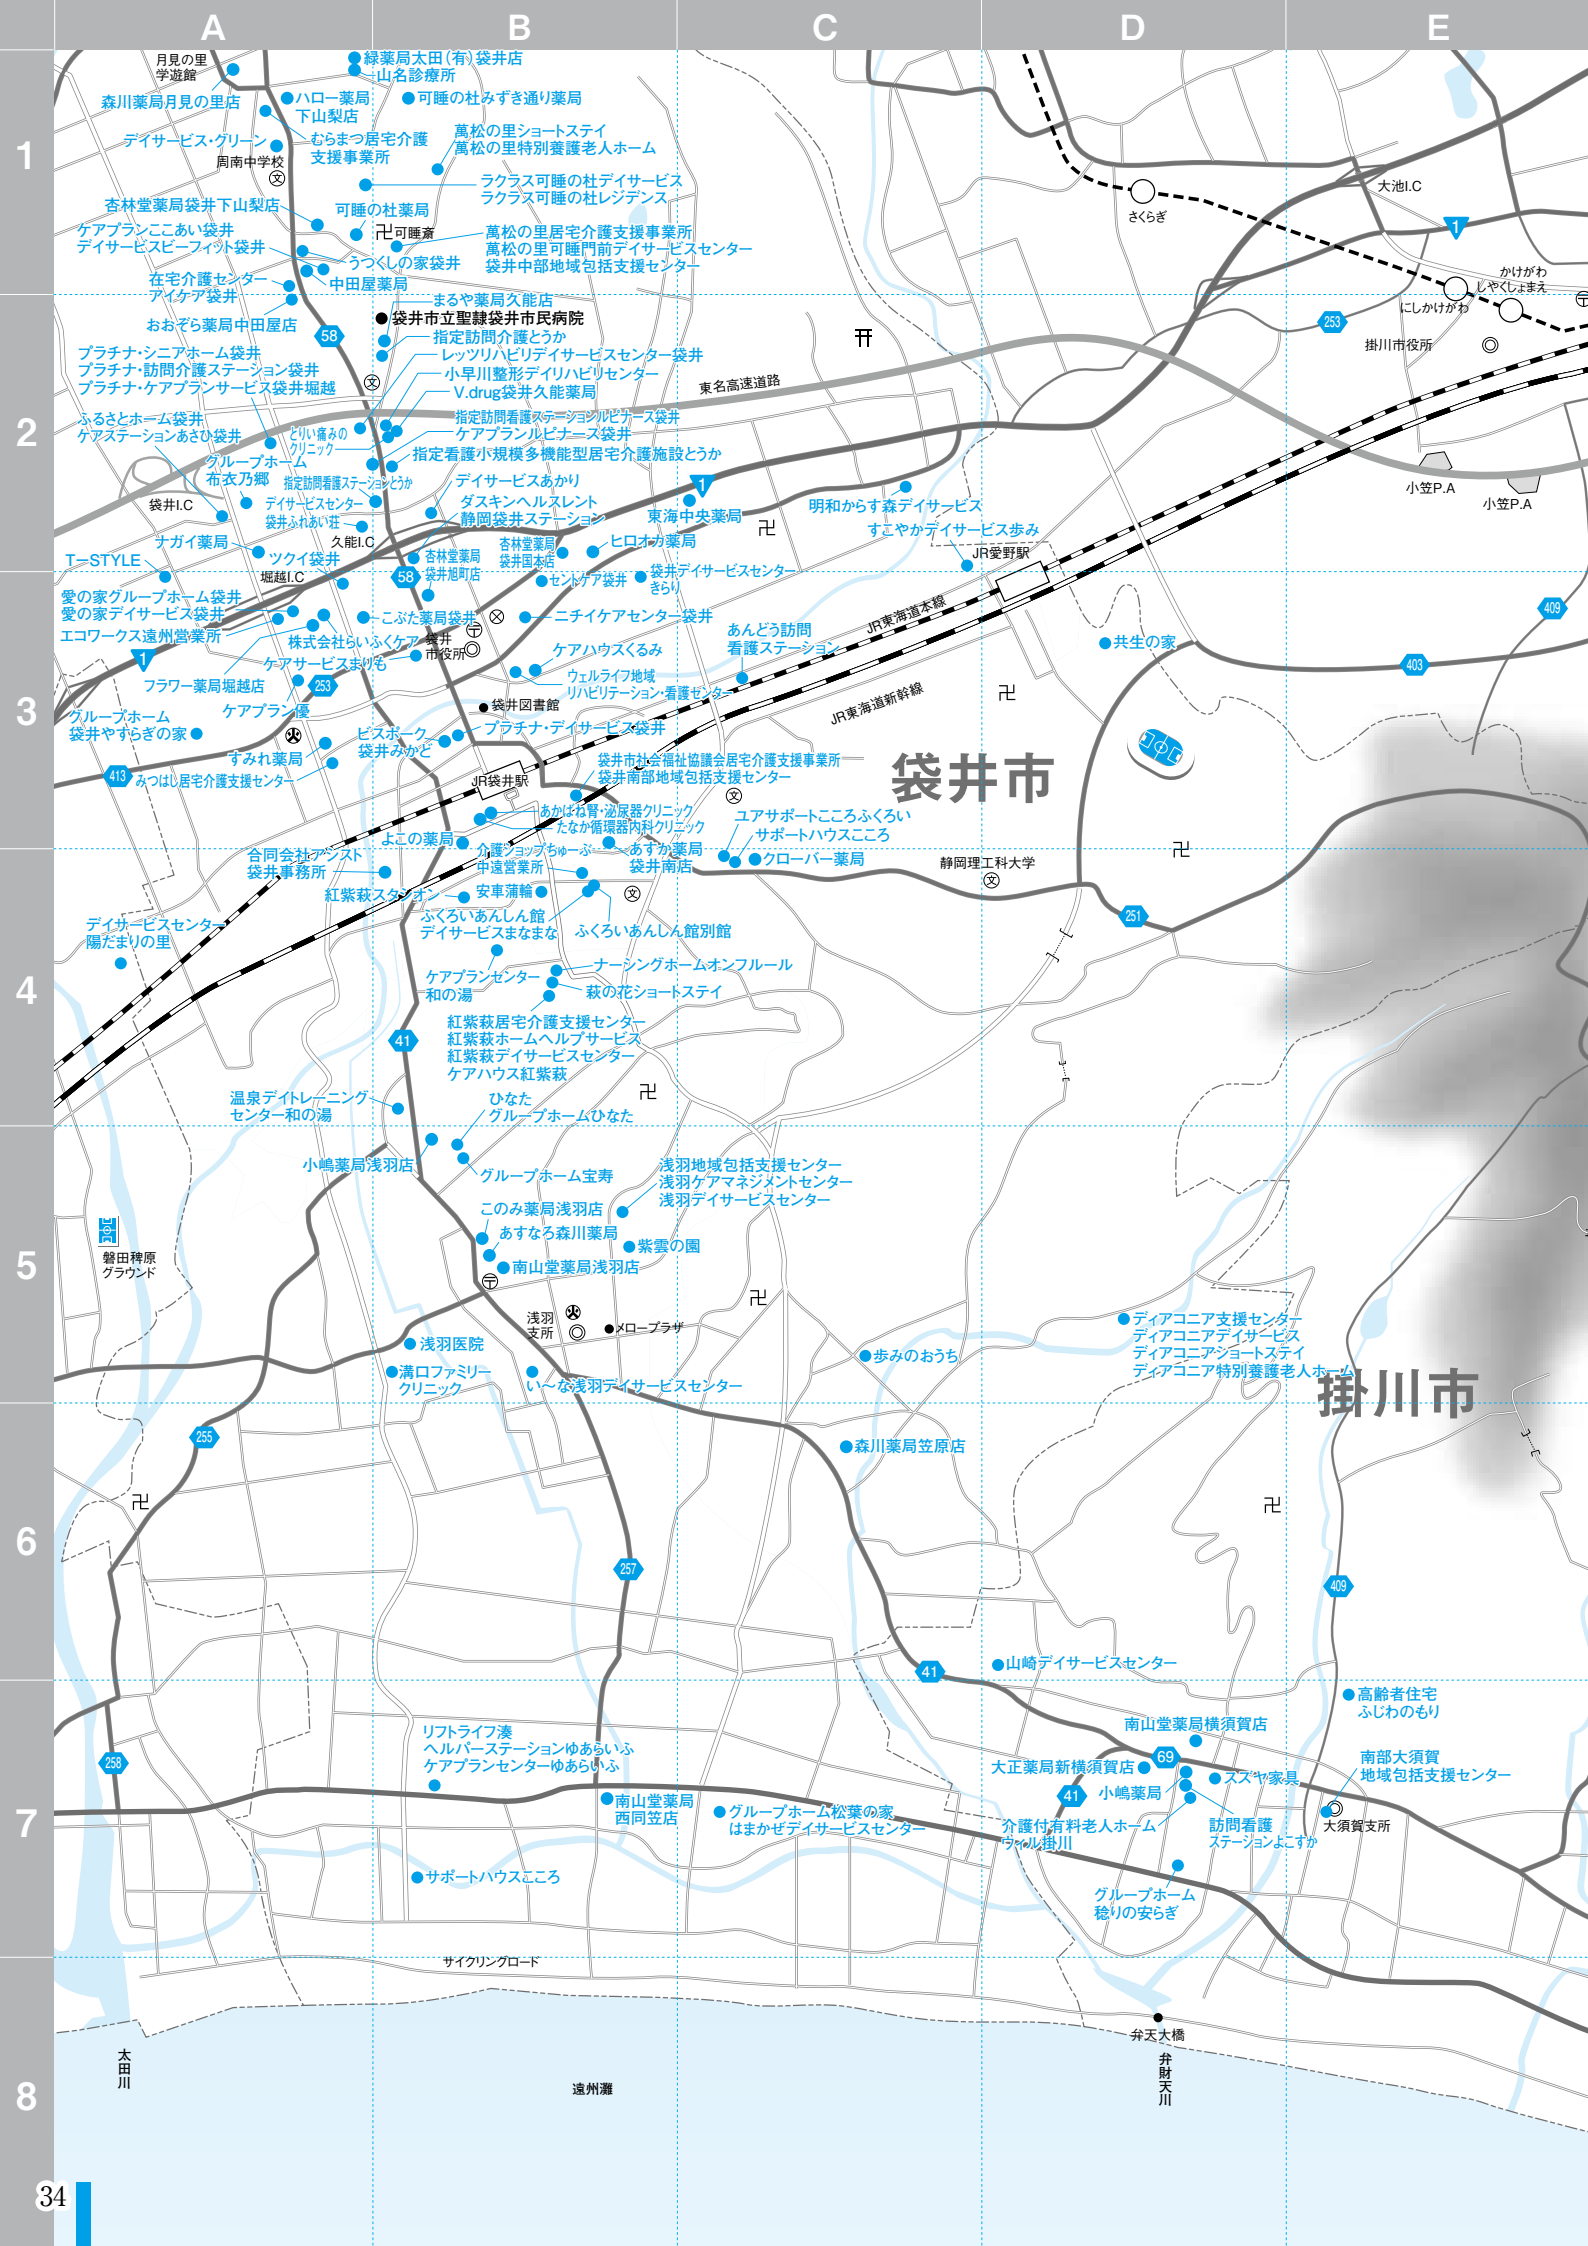 A
B
C
D
E
1
月見の里
学遊館
緑薬局太田(有)袋井店
山名診療所
森川薬局月見の里店
ハロー薬局
下山梨店
可睡の杜みずき通り薬局
デイサービス・グリーン
むらまつ居宅介護
支援事業所
萬松の里ショートステイ
萬松の里特別養護老人ホーム
周南中学校
文
ラクラス可睡の杜デイサービス
ラクラス可睡の杜レジデンス
杏林堂薬局袋井下山梨店
可睡の杜薬局
ケアプランここあい袋井
デイサービスビーフィット袋井
卍可睡斎
萬松の里居宅介護支援事業所
萬松の里可睡門前デイサービスセンター
袋井中部地域包括支援センター
うつくしの家袋井
在宅介護センター
アイケア袋井
中田屋薬局
大池I.C
さくらぎ
1
かけがわ
しやくしょまえ
にしかけがわ
2
まるや薬局久能店
袋井市立聖隷袋井市民病院
おおぞら薬局中田屋店
58
指定訪問介護とうか
プラチナ・シニアホーム袋井
プラチナ・訪問介護ステーション袋井
プラチナ・ケアプランサービス袋井堀越
レッツリハビリデイサービスセンター袋井
小早川整形デイリハビリセンター
V.drug袋井久能薬局
文
東名高速道路
253
掛川市役所
ふるさとホーム袋井
ケアステーションあさひ袋井
とりい痛みの
クリニック
指定訪問看護ステーションルピナース袋井
ケアプランルピナース袋井
指定看護小規模多機能型居宅介護施設とうか
グループホーム
布衣乃郷
指定訪問看護ステーションとうか
デイサービスあかり
デイサービスセンター
袋井ふれあい荘
ダスキンヘルスレント
静岡袋井ステーション
1
東海中央薬局
明和からす森デイサービス
すこやかデイサービス歩み
袋井I.C
小笠P.A
小笠P.A
ナガイ薬局
久能I.C
T−STYLE
ツクイ袋井
杏林堂薬局
袋井旭町店
杏林堂薬局
袋井国本店
ヒロオカ薬局
JR愛野駅
3
堀越I.C
58
セントケア袋井
袋井デイサービスセンター
きらり
愛の家グループホーム袋井
愛の家デイサービス袋井
こぶた薬局袋井
ニチイケアセンター袋井
エコワークス遠州営業所
株式会社らいふくケア
袋井
市役所
あんどう訪問
看護ステーション
JR東海道本線
共生の家
409
403
1
ケアサービスまりも
ケアハウスくるみ
フラワー薬局堀越店
253
ウェルライフ地域
リハビリテーション・看護センター
JR東海道新幹線
ケアプラン優
袋井図書館
グループホーム
袋井やすらぎの家
ビスポーク
袋井みかど
プラチナ・デイサービス袋井
すみれ薬局
みつはし居宅介護支援センター
413
JR袋井駅
袋井市社会福祉協議会居宅介護支援事業所
袋井南部地域包括支援センター
袋井市
文
あかばね腎・泌尿器クリニック
たなか循環器内科クリニック
ユアサポートこころふくろい
サポートハウスこころ
よこの薬局
4
合同会社アシスト
袋井事務所
介護ショップちゅーぶ
中遠営業所
あすか薬局
袋井南店
クローバー薬局
静岡理工科大学
文
紅紫萩スタシオン
安車蒲輪
文
ふくろいあんしん館
デイサービスまなまな
ふくろいあんしん館別館
251
デイサービスセンター
陽だまりの里
ケアプランセンター
和の湯
ナーシングホームオンフルール
萩の花ショートステイ
紅紫萩居宅介護支援センター
紅紫萩ホームヘルプサービス
紅紫萩デイサービスセンター
ケアハウス紅紫萩
41
温泉デイトレーニング
センター和の湯
ひなた
グループホームひなた
5
小嶋薬局浅羽店
グループホーム宝寿
浅羽地域包括支援センター
浅羽ケアマネジメントセンター
浅羽デイサービスセンター
このみ薬局浅羽店
あすなろ森川薬局
紫雲の園
南山堂薬局浅羽店
磐田稗原
グラウンド
浅羽
支所
メロープラザ
浅羽医院
溝口ファミリー
クリニック
い〜な浅羽デイサービスセンター
歩みのおうち
ディアコニア支援センター
ディアコニアデイサービス
ディアコニアショートステイ
ディアコニア特別養護老人ホーム
掛川市
6
255
森川薬局笠原店
257
409
41
山崎デイサービスセンター
7
高齢者住宅
ふじわのもり
リフトライフ湊
ヘルパーステーションゆあらいふ
ケアプランセンターゆあらいふ
南山堂薬局横須賀店
258
大正薬局新横須賀店
69
スズヤ家具
南部大須賀
地域包括支援センター
小嶋薬局
41
南山堂薬局
西同笠店
グループホーム松葉の家
はまかぜデイサービスセンター
介護付有料老人ホーム
ウィル掛川
訪問看護
ステーションよこすか
大須賀支所
サポートハウスこころ
グループホーム
稔りの安らぎ
8
サイクリングロード
弁天大橋
太田川
弁財天川
遠州灘
34